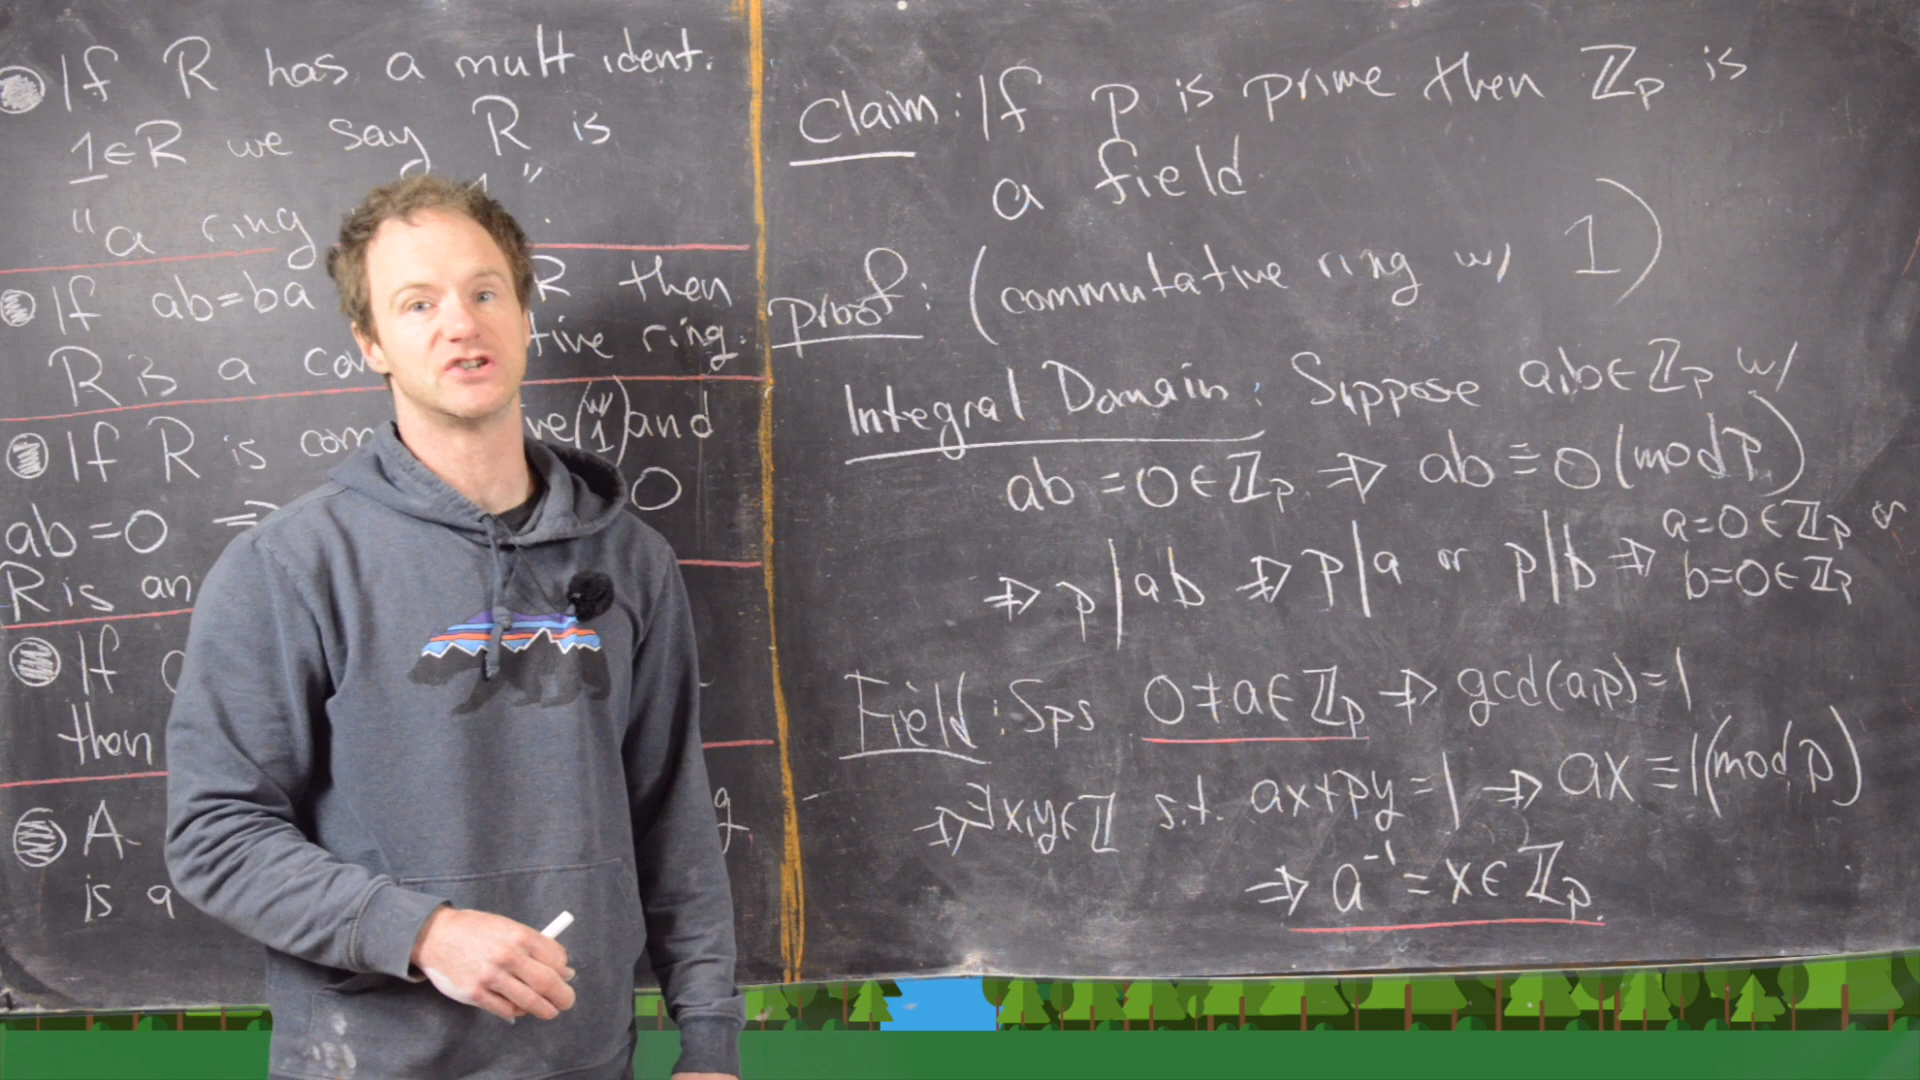 If R has a mult ident.
1∈R we say R is
"a ring 1"
If ab=ba R then
R is a com tive ring.
If R is com ive (w/ 1) and
ab=0 ⇒ 0
R is an
If
then
A
is a
Claim: If p is prime then ℤₚ is
a field.
Proof: (commutative ring w/ 1)
Integral Domain: Suppose a,b∈ℤₚ w/
ab=0∈ℤₚ ⇒ ab≡0(mod p)
⇒ p|ab ⇒ p|a or p|b ⇒ a=0∈ℤₚ or
b=0∈ℤₚ
Field: Sps 0≠a∈ℤₚ ⇒ gcd(a,p)=1
⇒ ∃x,y∈ℤ s.t. ax+py=1 ⇒ ax≡1(mod p)
⇒ a⁻¹=x∈ℤₚ.